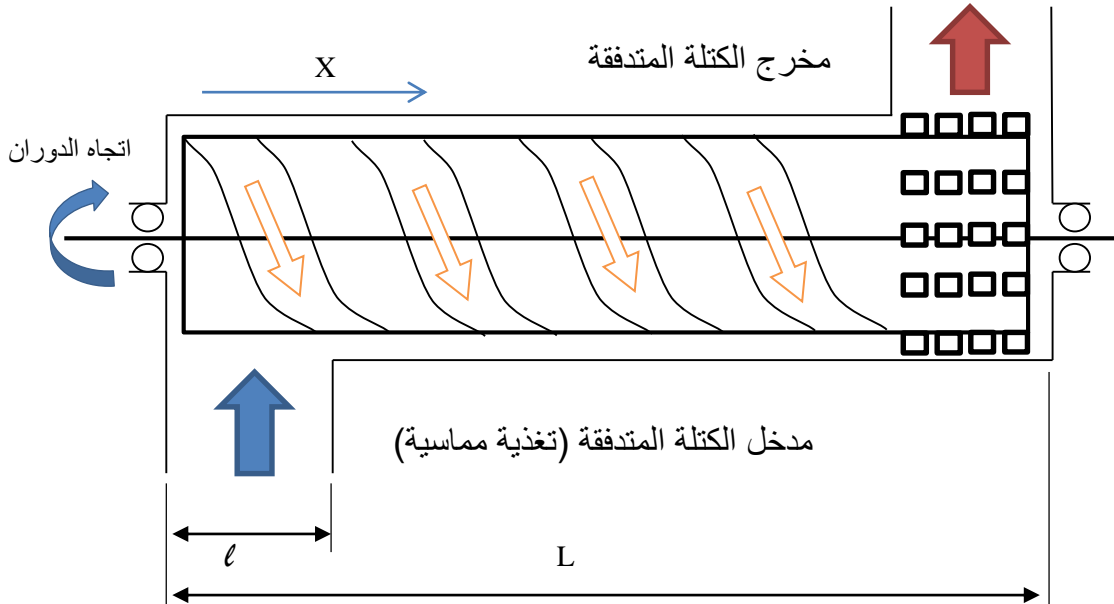 مخرج الكتلة المتدفقة
X
اتجاه الدوران
مدخل الكتلة المتدفقة (تغذية مماسية)
ℓ
L